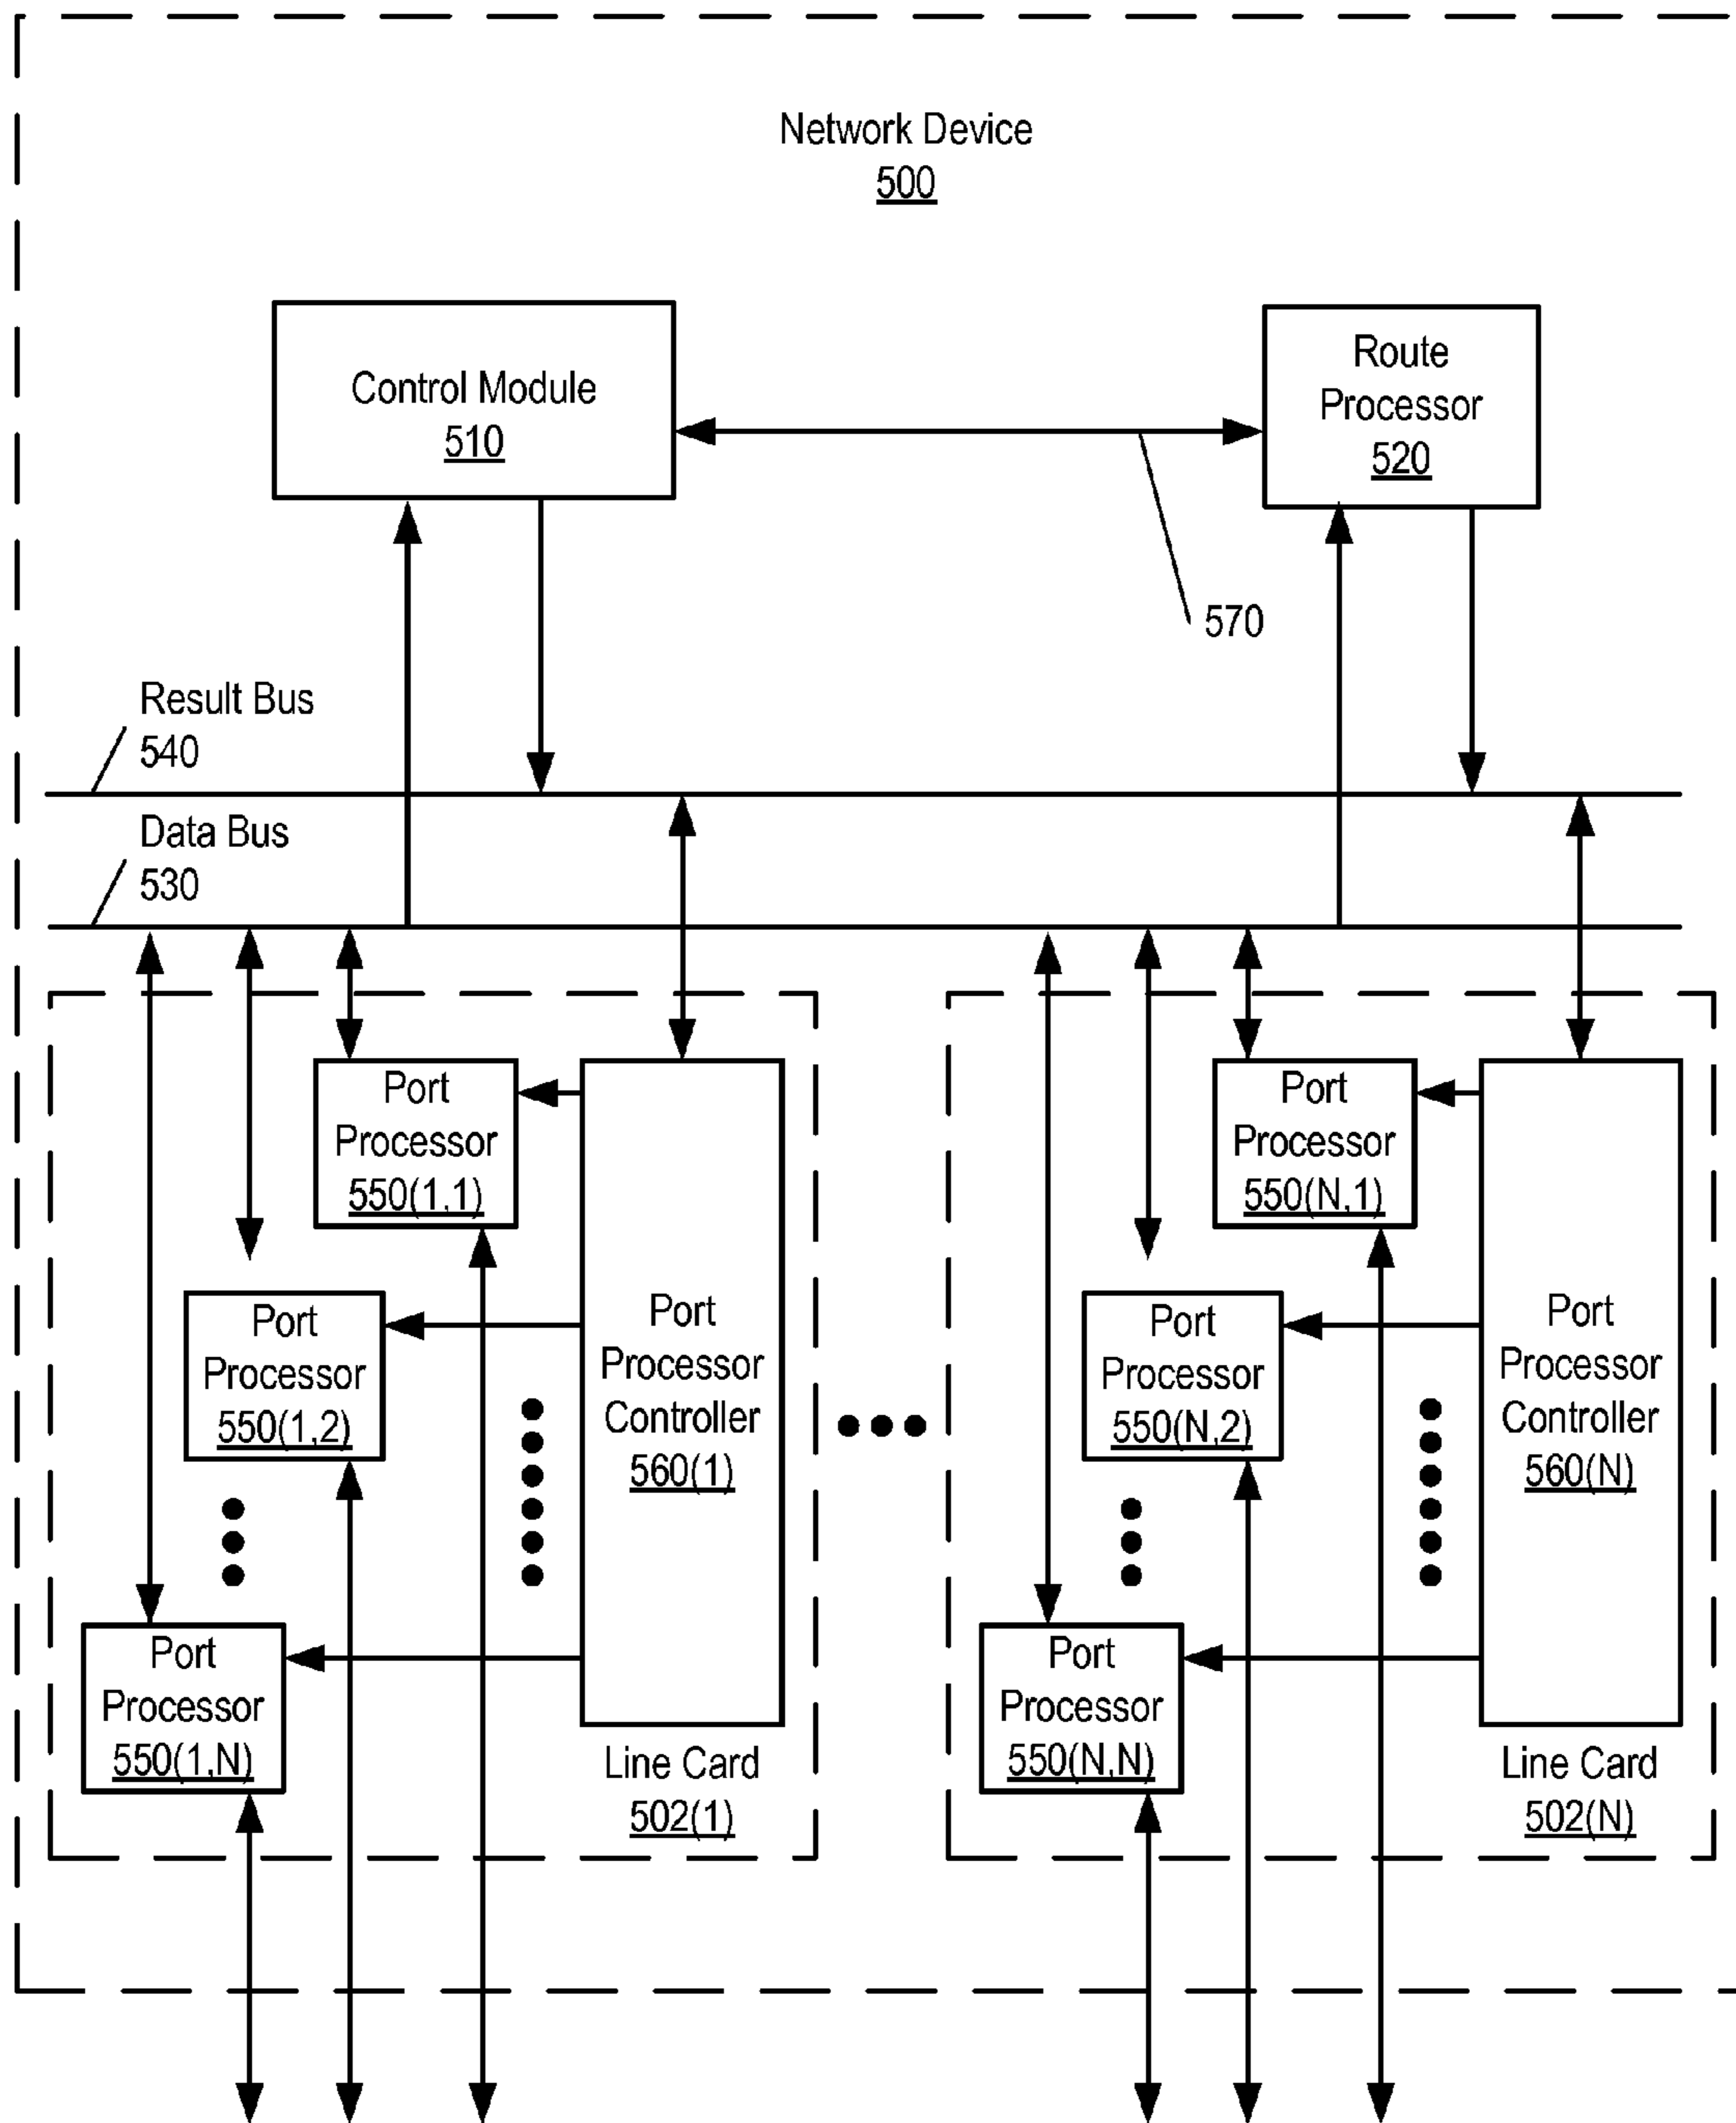 Network Device
500
Control Module
510
Route
Processor
520
570
Result Bus
540
Data Bus
530
Port
Processor
550(1,1)
Port
Processor
550(1,2)
Port
Processor
550(1,N)
Port
Processor
Controller
560(1)
Line Card
502(1)
Port
Processor
550(N,1)
Port
Processor
550(N,2)
Port
Processor
550(N,N)
Port
Processor
Controller
560(N)
Line Card
502(N)